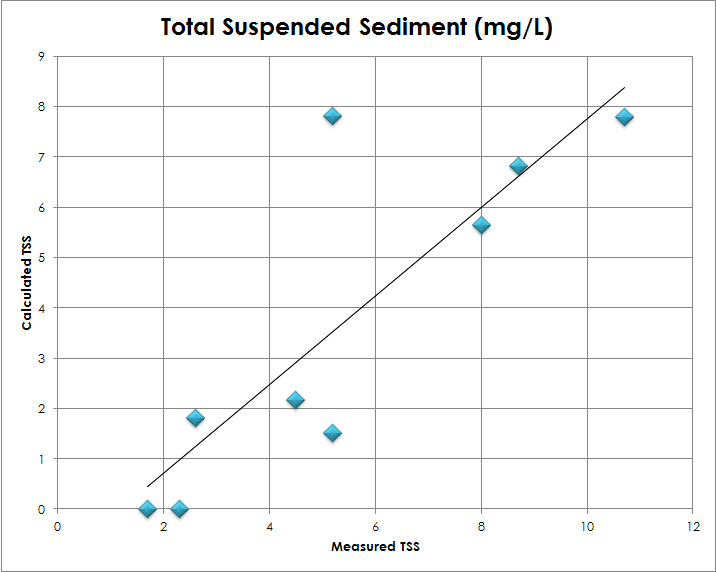 Total Suspended Sediment (mg/L)
9
8
7
6
5
4
3
2
1
0
Calculated TSS
0 2 4 6 8 10 12
Measured TSS